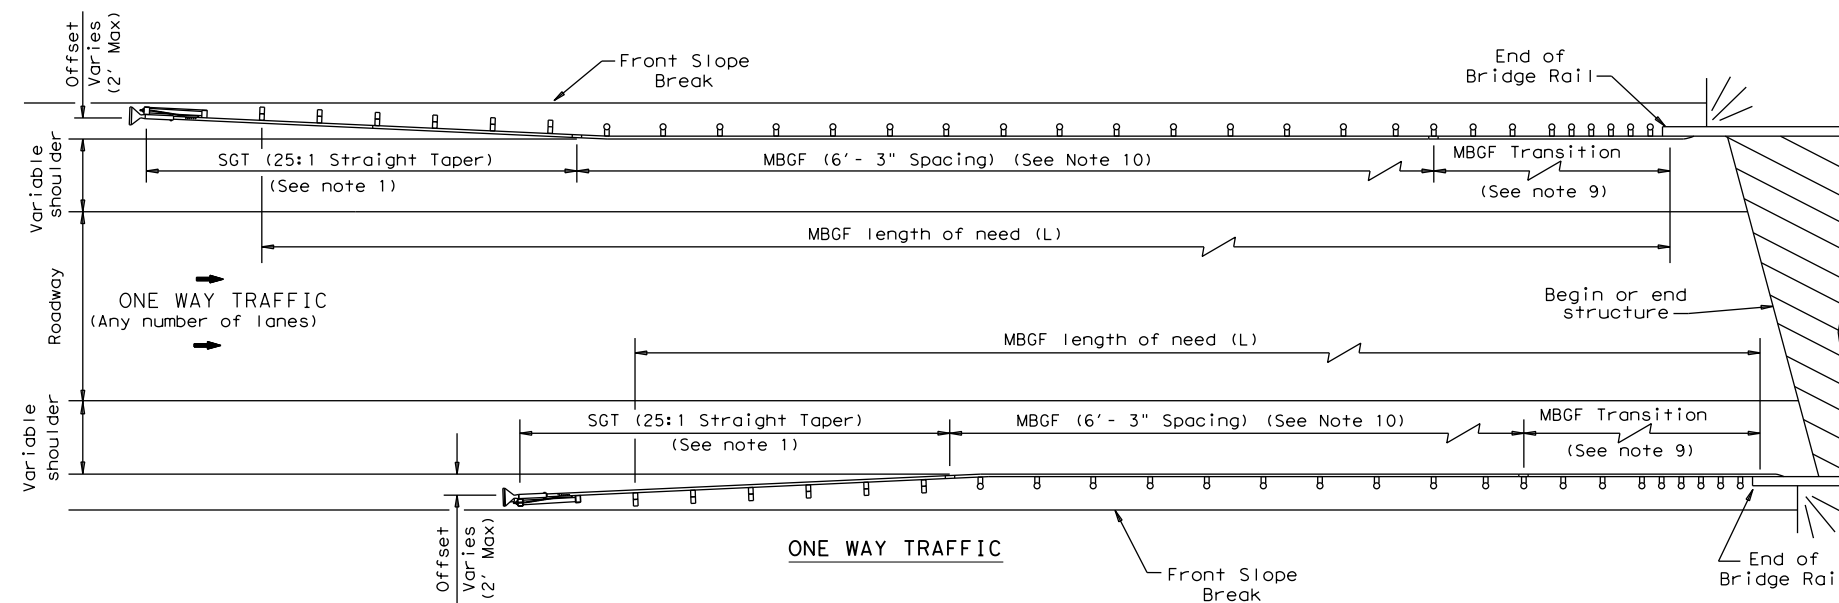 Offset
Varies
(2' Max)
Front Slope
Break
End of
Bridge Rail
Variable
shoulder
SGT (25:1 Straight Taper)
(See note 1)
MBGF (6'- 3" Spacing) (See Note 10)
MBGF Transition
(See note 9)
MBGF length of need (L)
Roadway
ONE WAY TRAFFIC
(Any number of lanes)
Begin or end
structure
MBGF length of need (L)
Variable
shoulder
SGT (25:1 Straight Taper)
(See note 1)
MBGF (6'- 3" Spacing) (See Note 10)
MBGF Transition
(See note 9)
Offset
Varies
(2' Max)
ONE WAY TRAFFIC
Front Slope
Break
End of
Bridge Rai